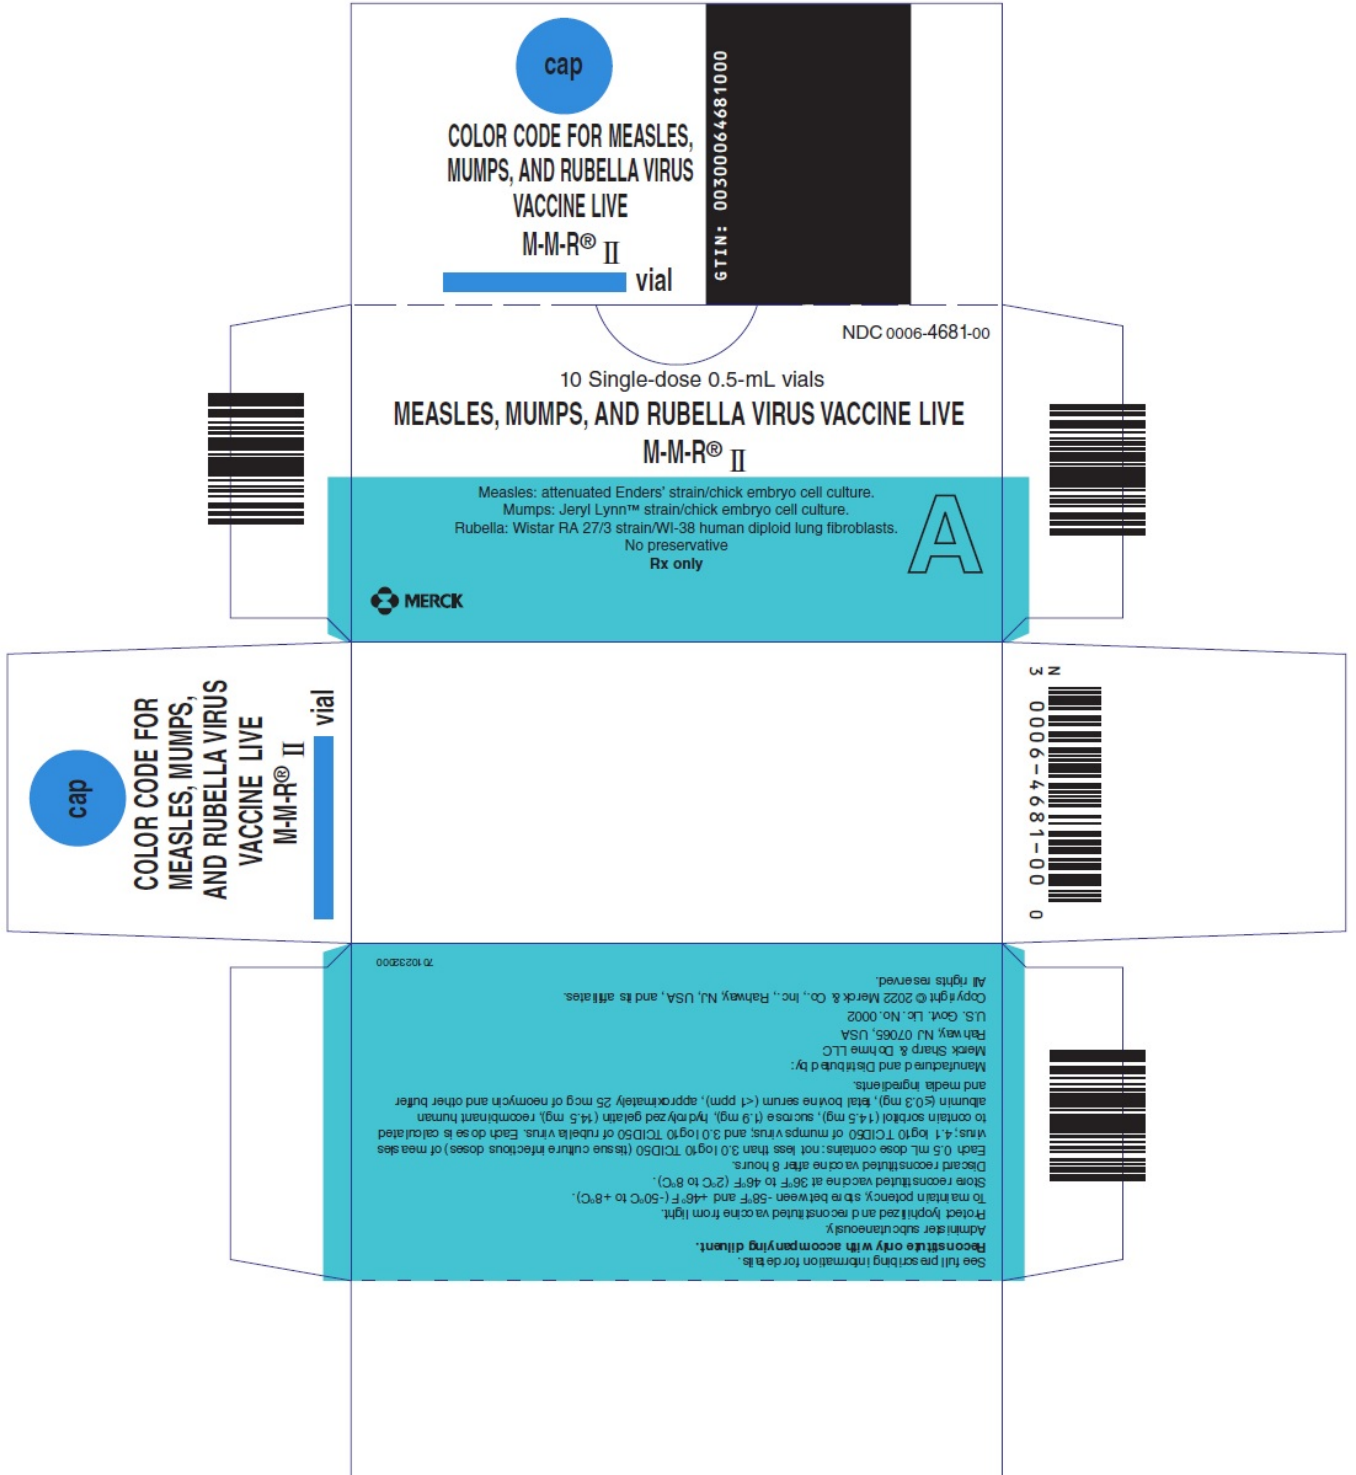 cap
COLOR CODE FOR MEASLES,
MUMPS, AND RUBELLA VIRUS
VACCINE LIVE
M-M-R® II
vial
GTIN: 00300064681000
NDC 0006-4681-00
10 Single-dose 0.5-mL vials
MEASLES, MUMPS, AND RUBELLA VIRUS VACCINE LIVE
M-M-R® II
Measles: attenuated Enders' strain/chick embryo cell culture.
Mumps: Jeryl Lynn™ strain/chick embryo cell culture.
Rubella: Wistar RA 27/3 strain/WI-38 human diploid lung fibroblasts.
No preservative
Rx only
A
MERCK
cap
COLOR CODE FOR
MEASLES, MUMPS,
AND RUBELLA VIRUS
VACCINE LIVE
M-M-R® II
vial
N
3 0006-4681-00 0
See full prescribing information for details.
Reconstitute only with accompanying diluent.
Administer subcutaneously.
Protect lyophilized and reconstituted vaccine from light.
To maintain potency, store between -58°F and +46°F (-50°C to +8°C).
Store reconstituted vaccine at 36°F to 46°F (2°C to 8°C).
Discard reconstituted vaccine after 8 hours.
Each 0.5 mL dose contains: not less than 3.0 log10 TCID50 (tissue culture infectious doses) of measles
virus; 4.1 log10 TCID50 of mumps virus; and 3.0 log10 TCID50 of rubella virus. Each dose is calculated
to contain sorbitol (14.5 mg), sucrose (1.9 mg), hydrolyzed gelatin (14.5 mg), recombinant human
albumin (≤0.3 mg), fetal bovine serum (<1 ppm), approximately 25 mcg of neomycin and other buffer
and media ingredients.
Manufactured and Distributed by:
Merck Sharp & Dohme LLC
Rahway, NJ 07065, USA
U.S. Govt. Lic. No. 0002
Copyright © 2022 Merck & Co., Inc., Rahway, NJ, USA, and its affiliates.
All rights reserved.
701023<!-- -->2000